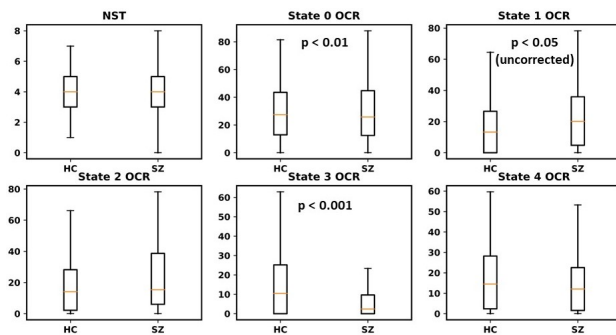 NST
8
6
4
2
0
HC
SZ
State 0 OCR
p < 0.01
80
60
40
20
0
HC
SZ
State 1 OCR
p < 0.05
(uncorrected)
80
60
40
20
0
HC
SZ
State 2 OCR
80
60
40
20
0
HC
SZ
State 3 OCR
p < 0.001
60
50
40
30
20
10
0
HC
SZ
State 4 OCR
60
50
40
30
20
10
0
HC
SZ